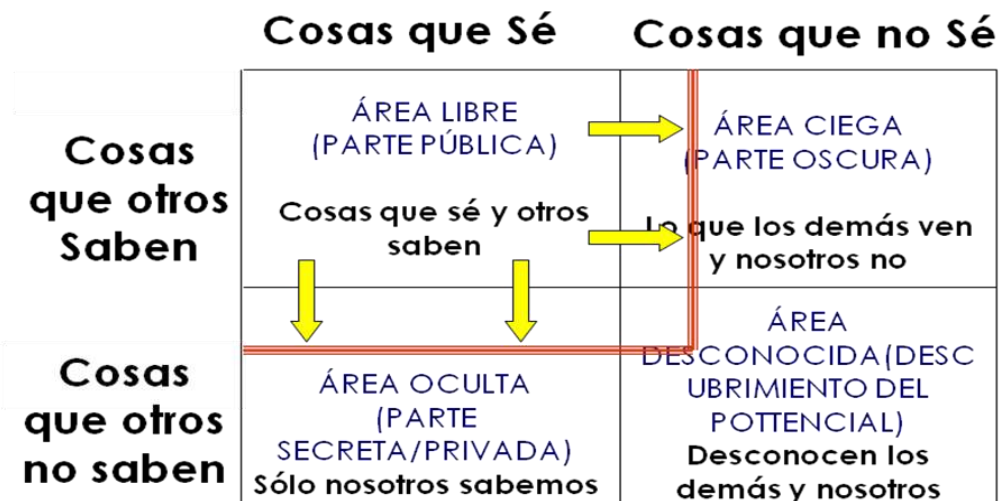 Cosas que Sé
Cosas que no Sé
Cosas
que otros
Saben
ÁREA LIBRE
(PARTE PÚBLICA)
Cosas que sé y otros
saben
ÁREA CIEGA
(PARTE OSCURA)
Lo que los demás ven
y nosotros no
Cosas
que otros
no saben
ÁREA OCULTA
(PARTE
SECRETA/PRIVADA)
Sólo nosotros sabemos
ÁREA
DESCONOCIDA(DESC
UBRIMIENTO DEL
POTTENCIAL)
Desconocen los
demás y nosotros